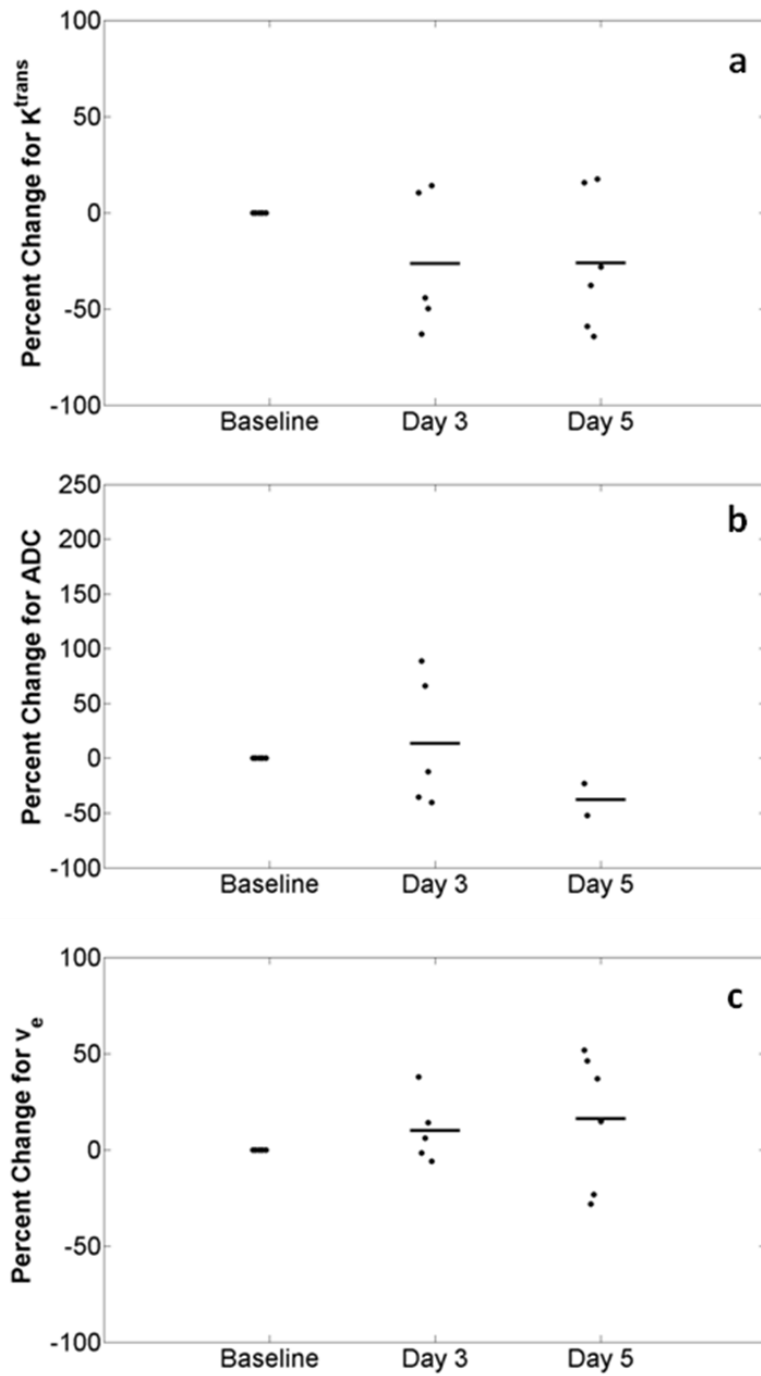 a
Percent Change for K^trans
100
50
0
-50
-100
Baseline Day 3 Day 5
b
Percent Change for ADC
250
200
150
100
50
0
-50
-100
Baseline Day 3 Day 5
c
Percent Change for v_e
100
50
0
-50
-100
Baseline Day 3 Day 5